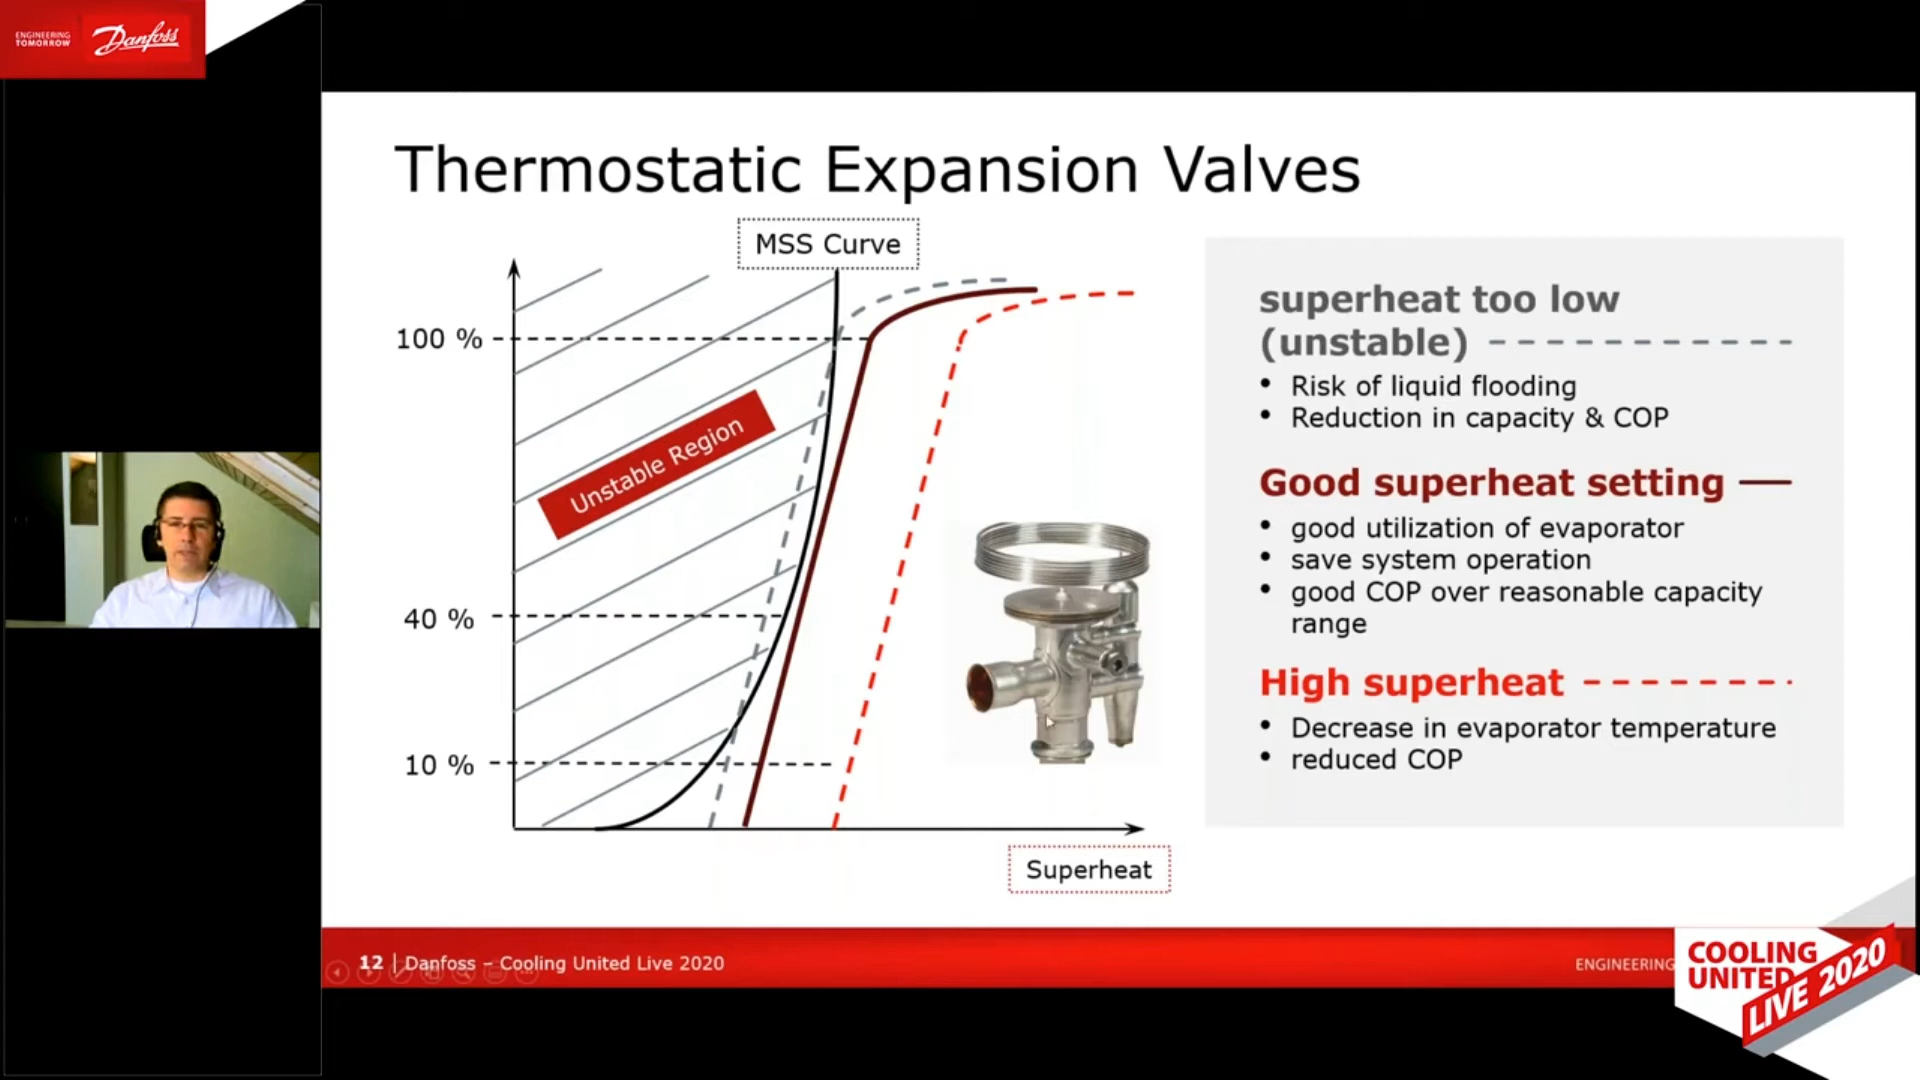 ENGINEERING
TOMORROW
Danfoss
Thermostatic Expansion Valves
MSS Curve
100 %
40 %
10 %
Unstable Region
Superheat
superheat too low
(unstable)
• Risk of liquid flooding
• Reduction in capacity & COP
Good superheat setting
• good utilization of evaporator
• save system operation
• good COP over reasonable capacity
range
High superheat
• Decrease in evaporator temperature
• reduced COP
12 | Danfoss – Cooling United Live 2020
ENGINEERING
COOLING
UNITED
LIVE 2020